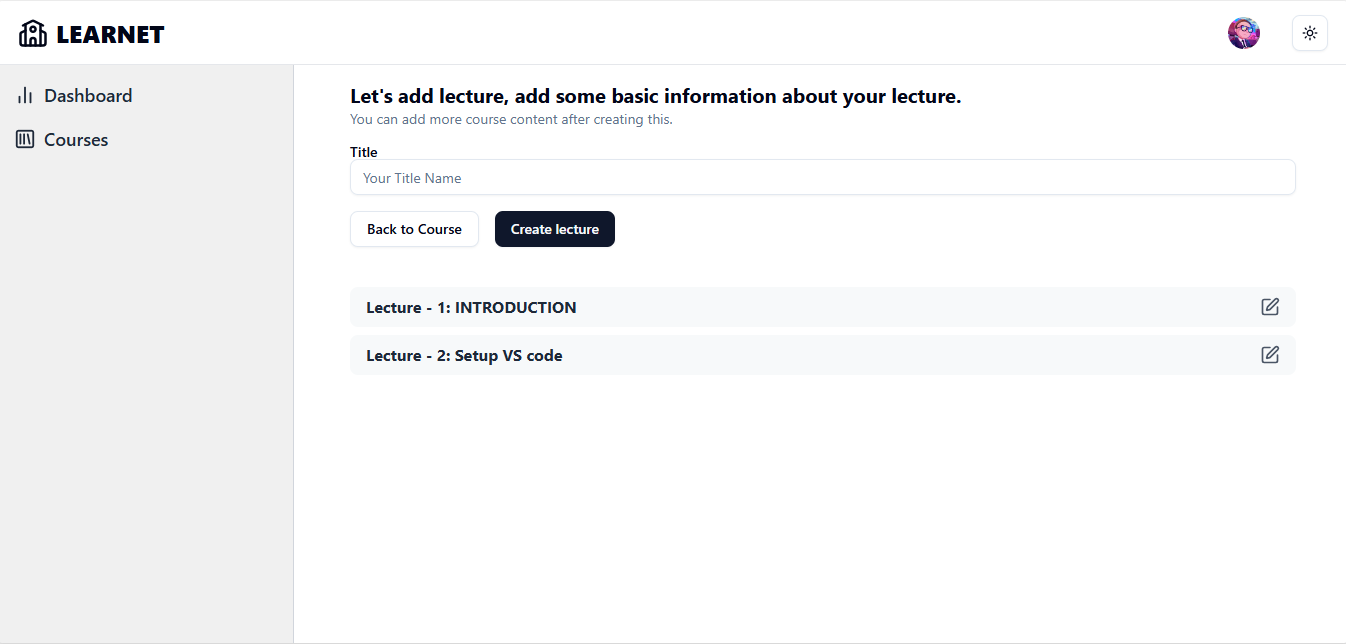 LEARNET
Dashboard
Courses
Let's add lecture, add some basic information about your lecture.
You can add more course content after creating this.
Title
Your Title Name
Back to Course
Create lecture
Lecture - 1: INTRODUCTION
Lecture - 2: Setup VS code